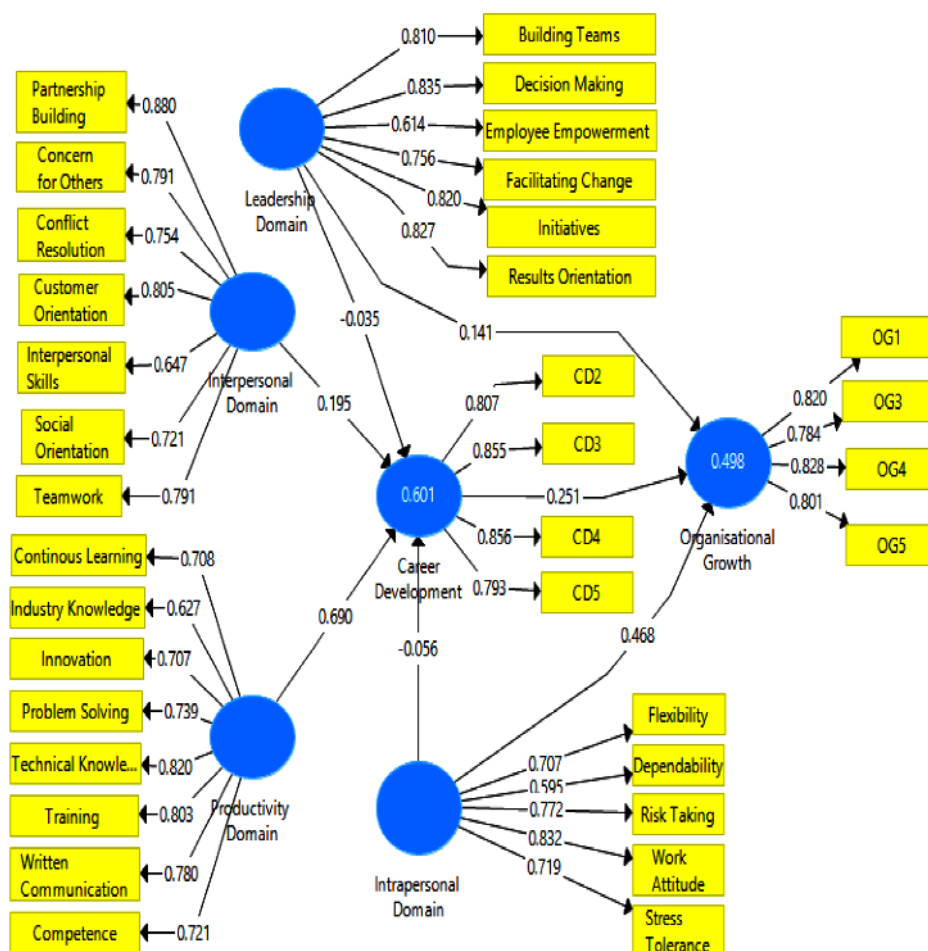 Building Teams
0.810
Partnership
Building
0.880
Decision Making
0.835
Employee Empowerment
0.614
Concern
for Others
0.791
Leadership
Domain
0.756
Facilitating Change
0.820
Initiatives
Conflict
Resolution
0.754
0.827
Results Orientation
Customer
Orientation
0.805
-0.035
0.141
Interpersonal
Skills
0.647
Interpersonal
Domain
0.195
Social
Orientation
0.721
Teamwork
0.791
CD2
0.807
CD3
0.855
0.601
Career
Development
0.251
CD4
0.856
CD5
0.793
OG1
0.820
OG3
0.784
0.498
Organisational
Growth
OG4
0.828
OG5
0.801
Continous Learning
0.708
Industry Knowledge
0.627
0.690
-0.056
0.468
Innovation
0.707
Problem Solving
0.739
Technical Knowle...
0.820
Productivity
Domain
Training
0.803
Written
Communication
0.780
Competence
0.721
Flexibility
0.707
Dependability
0.595
Risk Taking
0.772
Work
Attitude
0.832
Intrapersonal
Domain
0.719
Stress
Tolerance